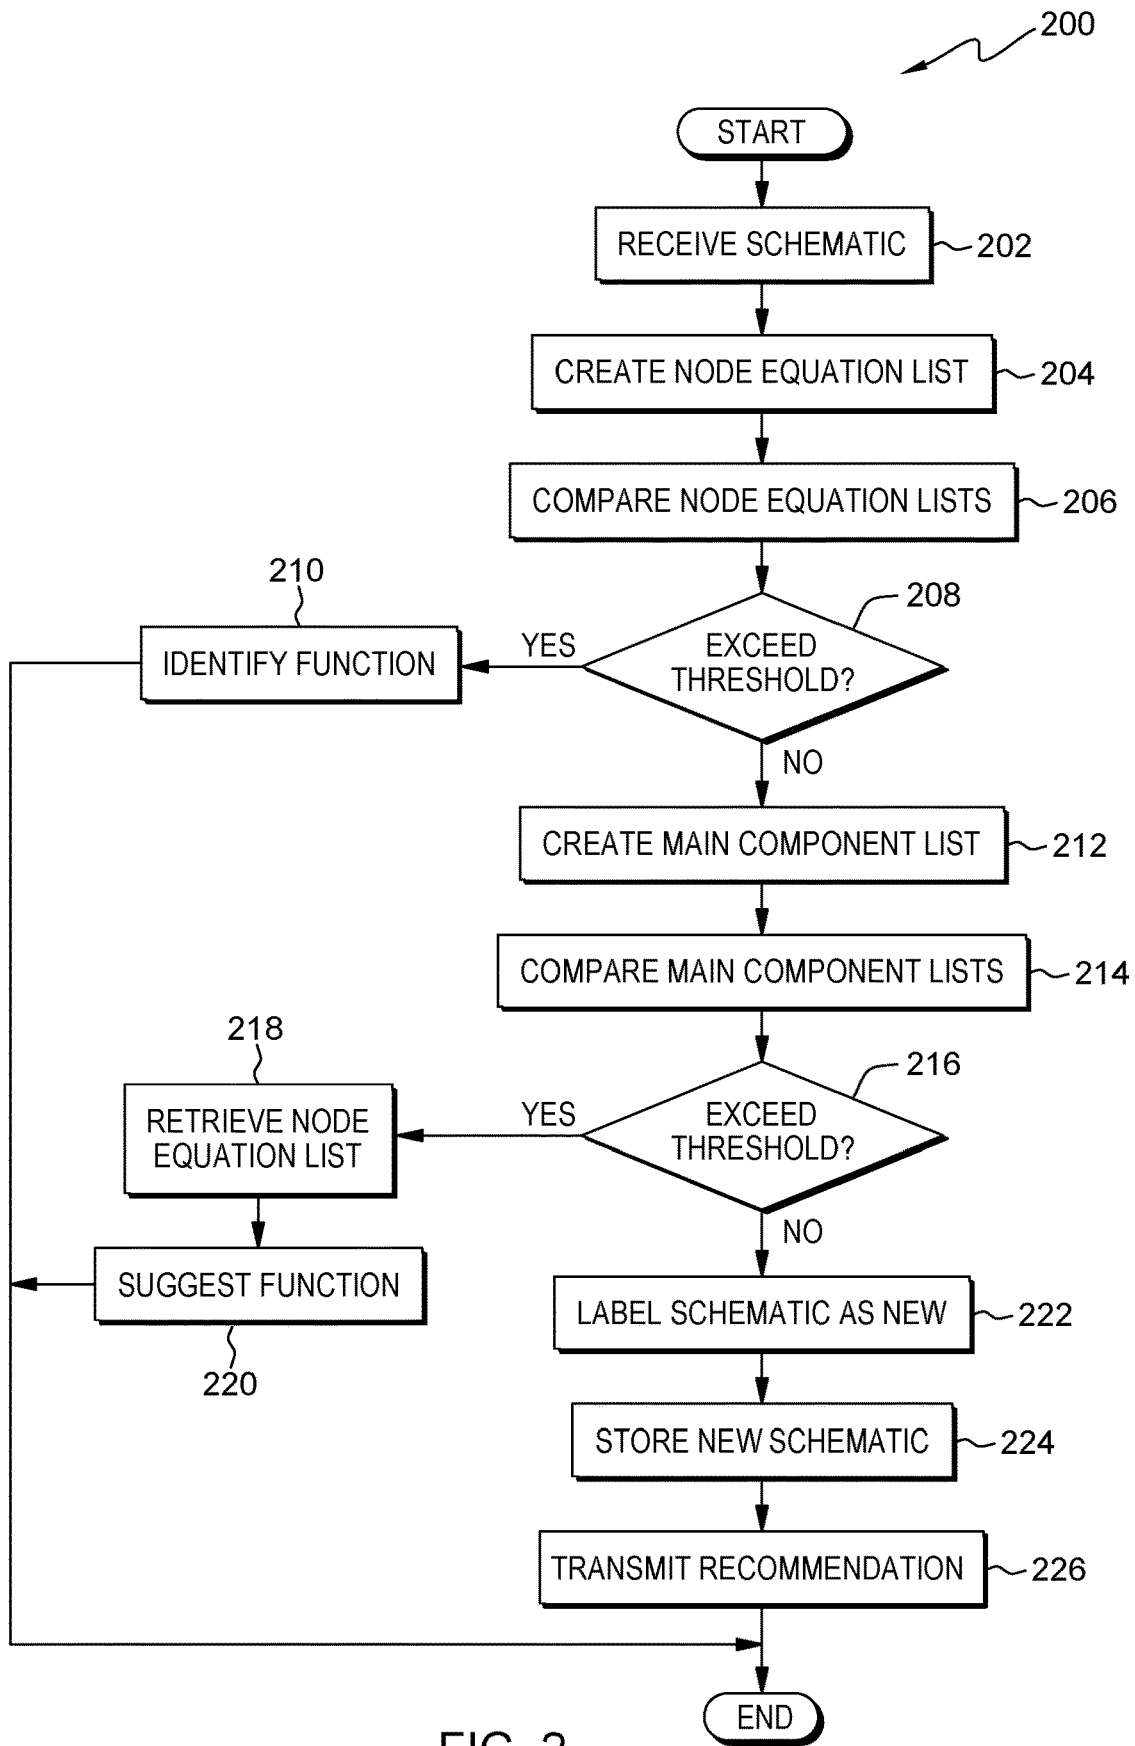 200
START
RECEIVE SCHEMATIC
202
CREATE NODE EQUATION LIST
204
COMPARE NODE EQUATION LISTS
206
210
208
IDENTIFY FUNCTION
YES
EXCEED
THRESHOLD?
NO
CREATE MAIN COMPONENT LIST
212
COMPARE MAIN COMPONENT LISTS
214
218
216
RETRIEVE NODE
EQUATION LIST
YES
EXCEED
THRESHOLD?
NO
SUGGEST FUNCTION
220
LABEL SCHEMATIC AS NEW
222
STORE NEW SCHEMATIC
224
TRANSMIT RECOMMENDATION
226
END